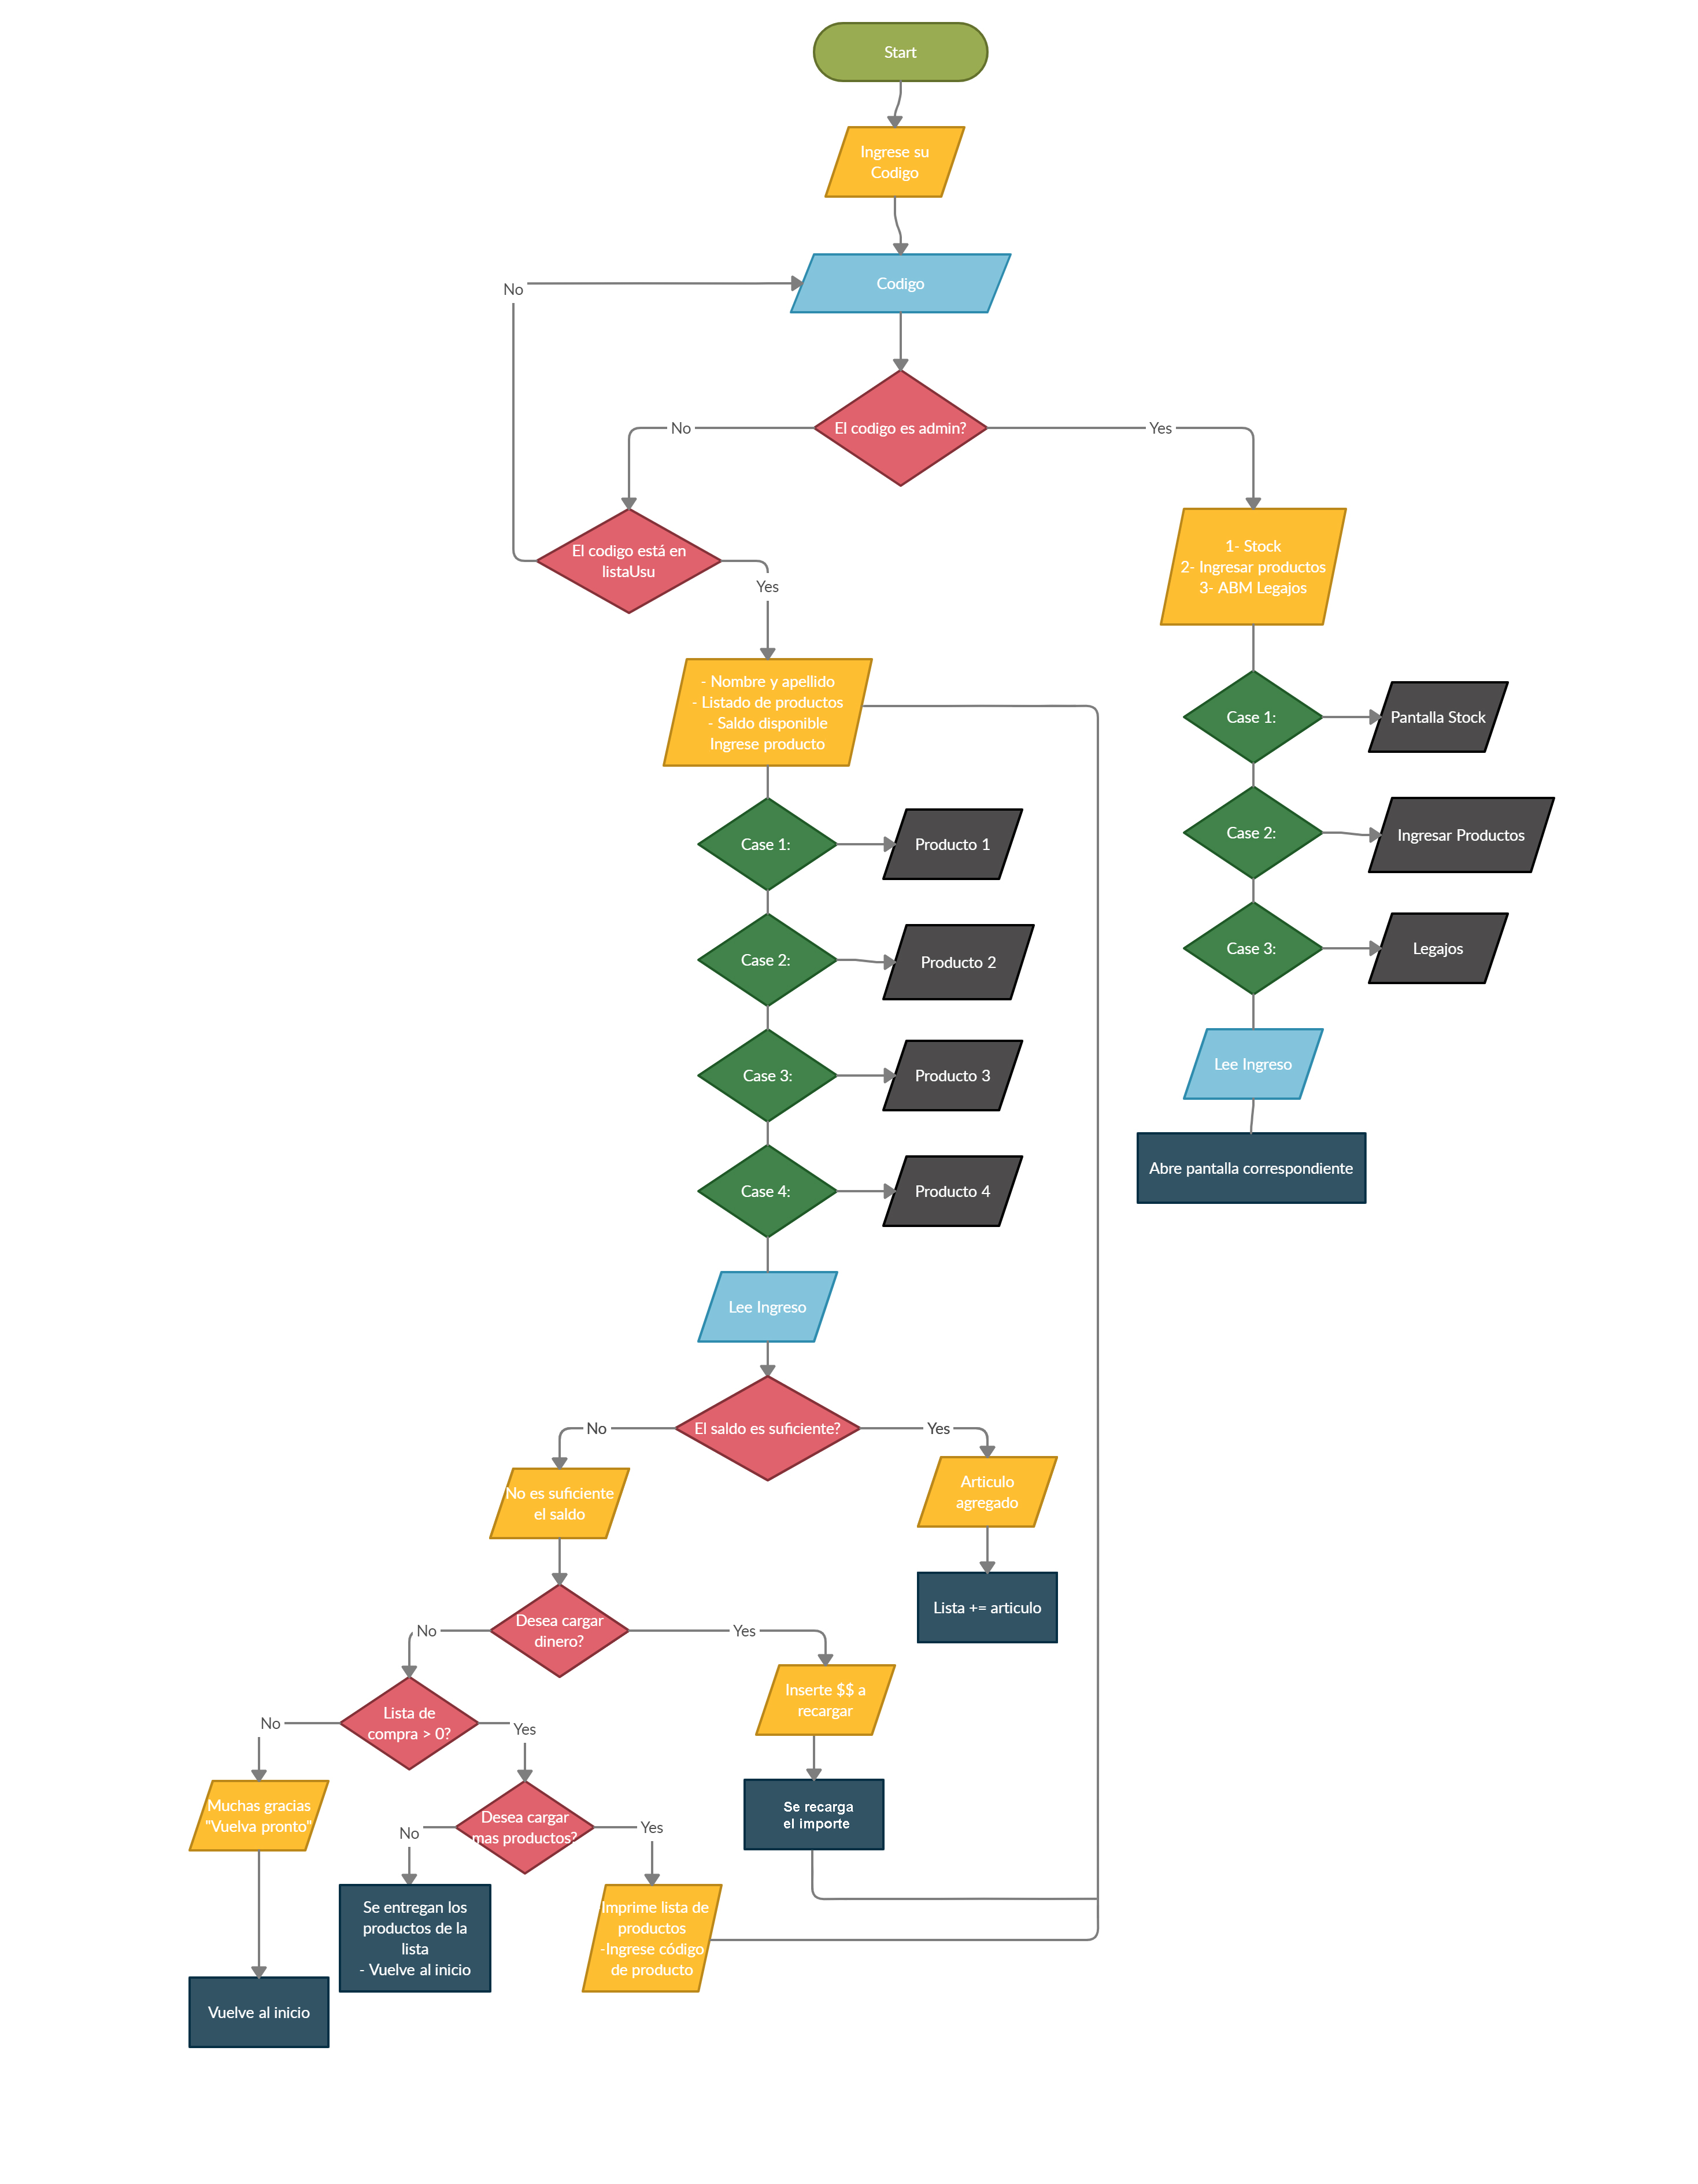 Start
Ingrese su
Codigo
No
Codigo
No
El codigo es admin?
Yes
El codigo está en
listaUsu
Yes
1- Stock
2- Ingresar productos
3- ABM Legajos
- Nombre y apellido
- Listado de productos
- Saldo disponible
Ingrese producto
Case 1:
Pantalla Stock
Case 2:
Ingresar Productos
Case 3:
Legajos
Lee Ingreso
Abre pantalla correspondiente
Case 1:
Producto 1
Case 2:
Producto 2
Case 3:
Producto 3
Case 4:
Producto 4
Lee Ingreso
No
El saldo es suficiente?
Yes
No es suficiente
el saldo
Articulo
agregado
Lista += articulo
No
Desea cargar
dinero?
Yes
Inserte $$ a
recargar
Se recarga
el importe
No
Lista de
compra > 0?
Yes
Muchas gracias
"Vuelva pronto"
No
Desea cargar
mas productos?
Yes
Se entregan los
productos de la
lista
- Vuelve al inicio
Imprime lista de
productos
-Ingrese código
de producto
Vuelve al inicio